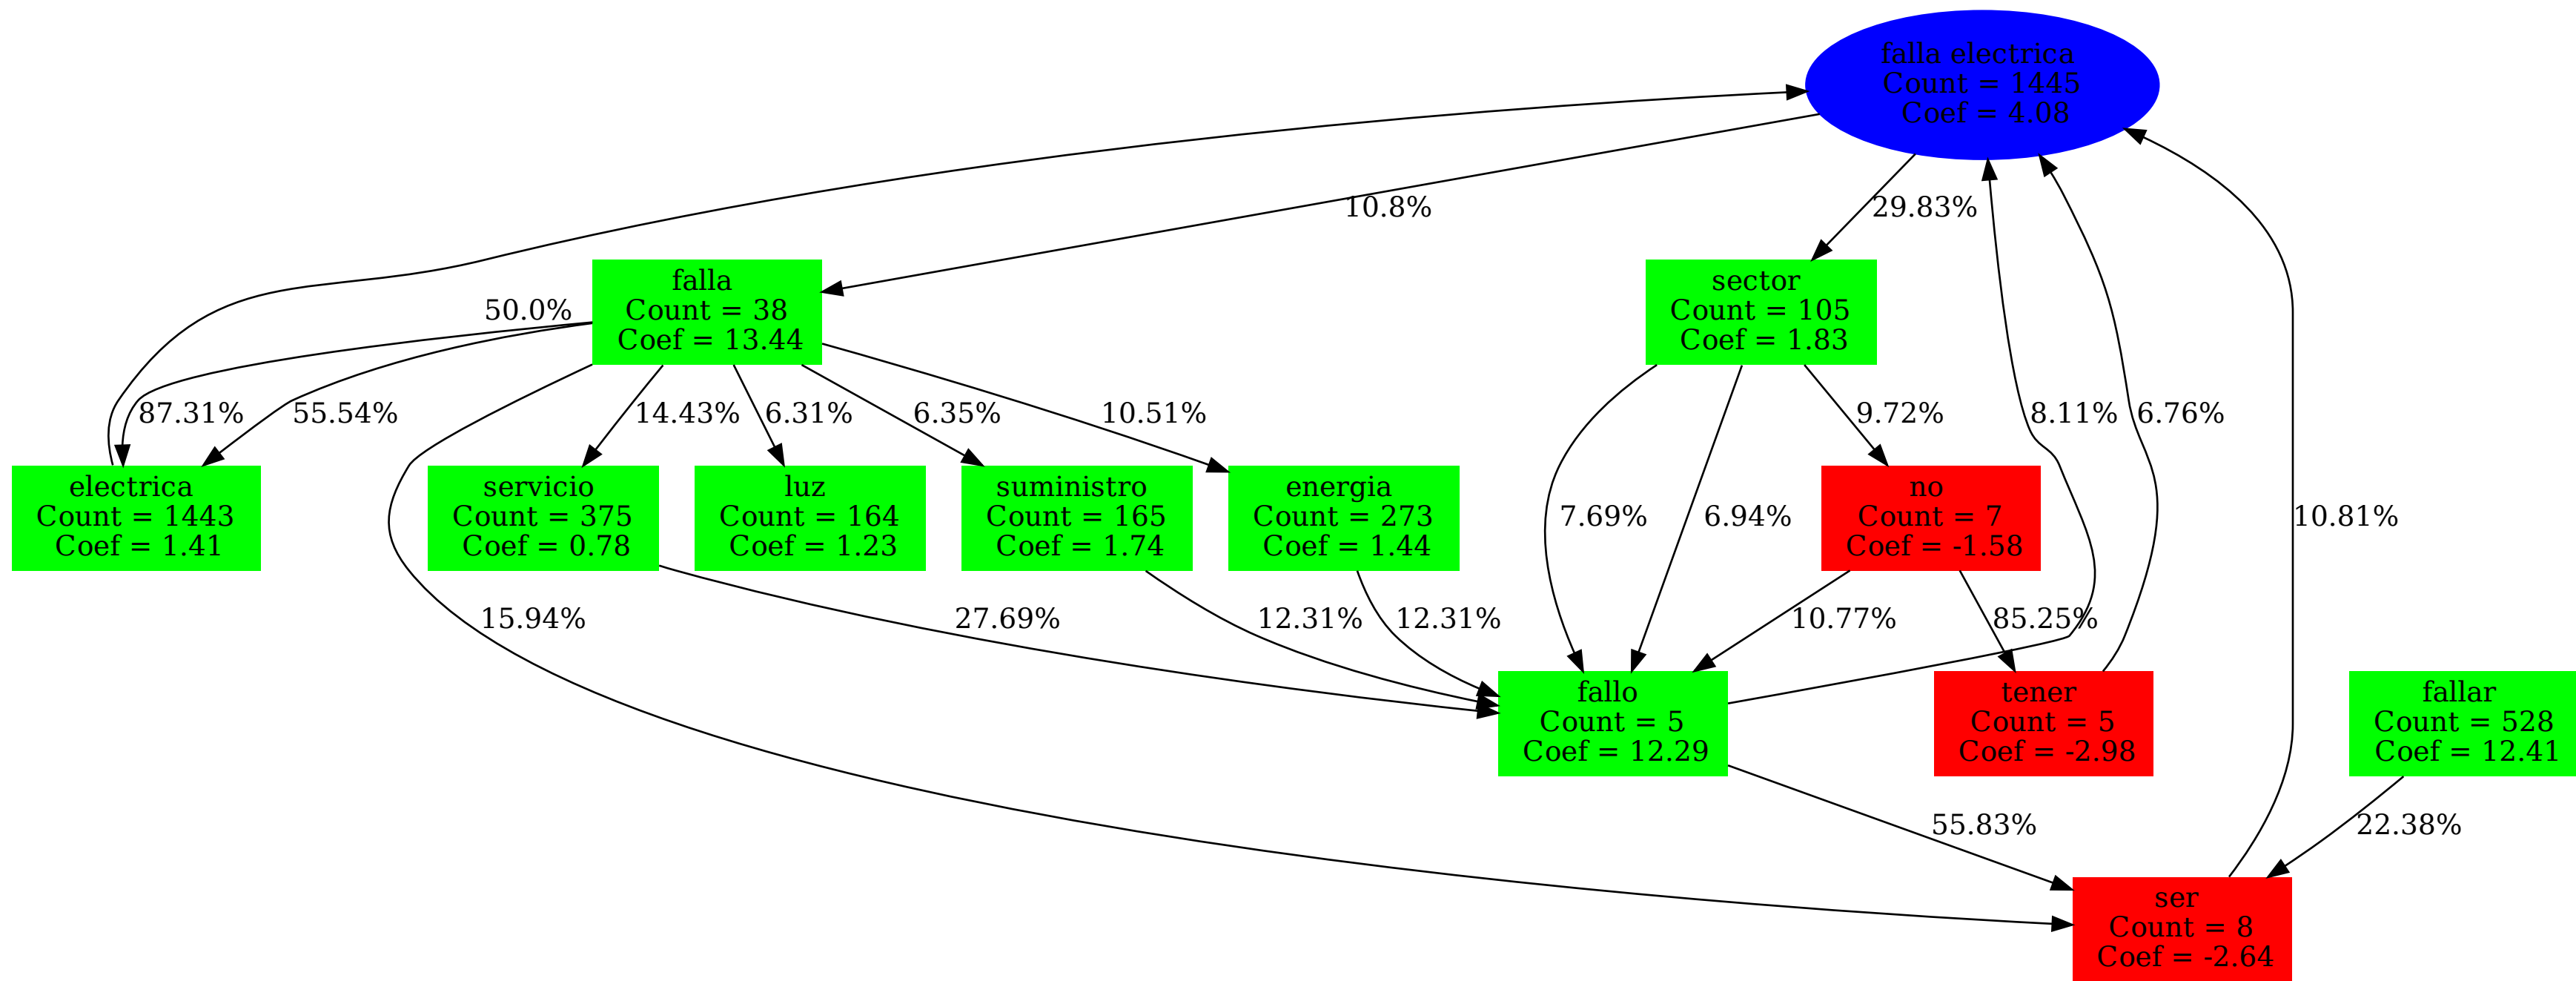 falla electrica
Count = 1445
Coef = 4.08
10.8%
29.83%
falla
Count = 38
Coef = 13.44
sector
Count = 105
Coef = 1.83
50.0%
87.31%
55.54%
14.43%
6.31%
6.35%
10.51%
9.72%
8.11%
6.76%
electrica
Count = 1443
Coef = 1.41
servicio
Count = 375
Coef = 0.78
luz
Count = 164
Coef = 1.23
suministro
Count = 165
Coef = 1.74
energia
Count = 273
Coef = 1.44
7.69%
6.94%
no
Count = 7
Coef = -1.58
10.81%
15.94%
27.69%
12.31%
12.31%
10.77%
85.25%
fallo
Count = 5
Coef = 12.29
tener
Count = 5
Coef = -2.98
fallar
Count = 528
Coef = 12.41
55.83%
22.38%
ser
Count = 8
Coef = -2.64